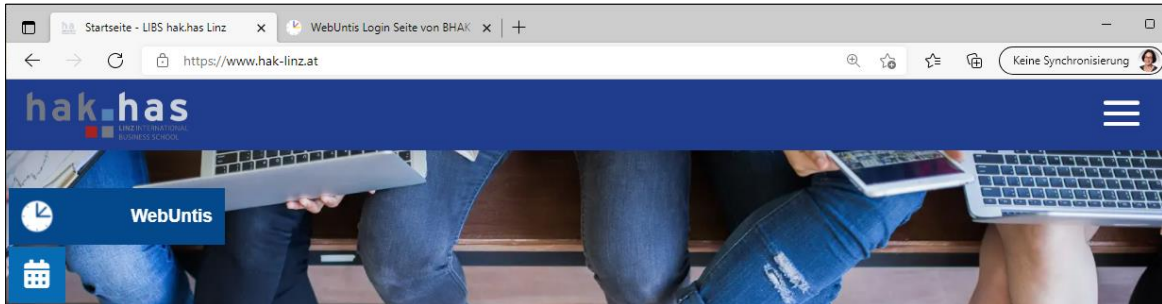 Startseite - LIBS hak.has Linz
WebUntis Login Seite von BHAK
https://www.hak-linz.at
Keine Synchronisierung
hak.has
LINZ INTERNATIONAL
BUSINESS SCHOOL
WebUntis